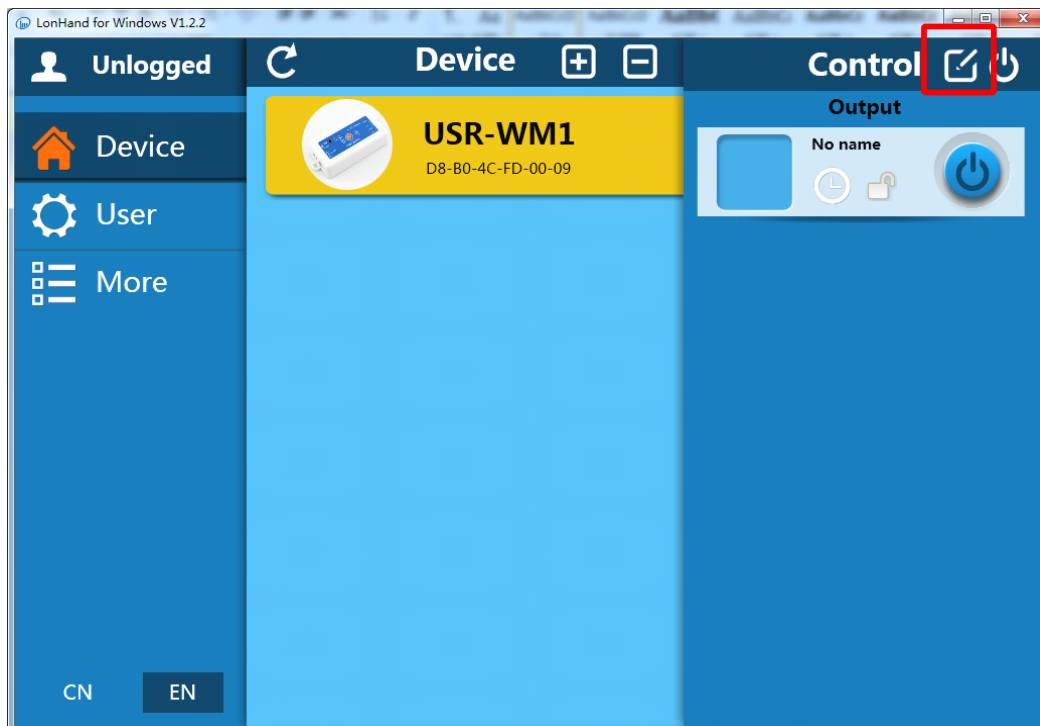 LonHand for Windows V1.2.2
Unlogged
Device
User
More
CN EN
Device
USR-WM1
D8-B0-4C-FD-00-09
Control
Output
No name